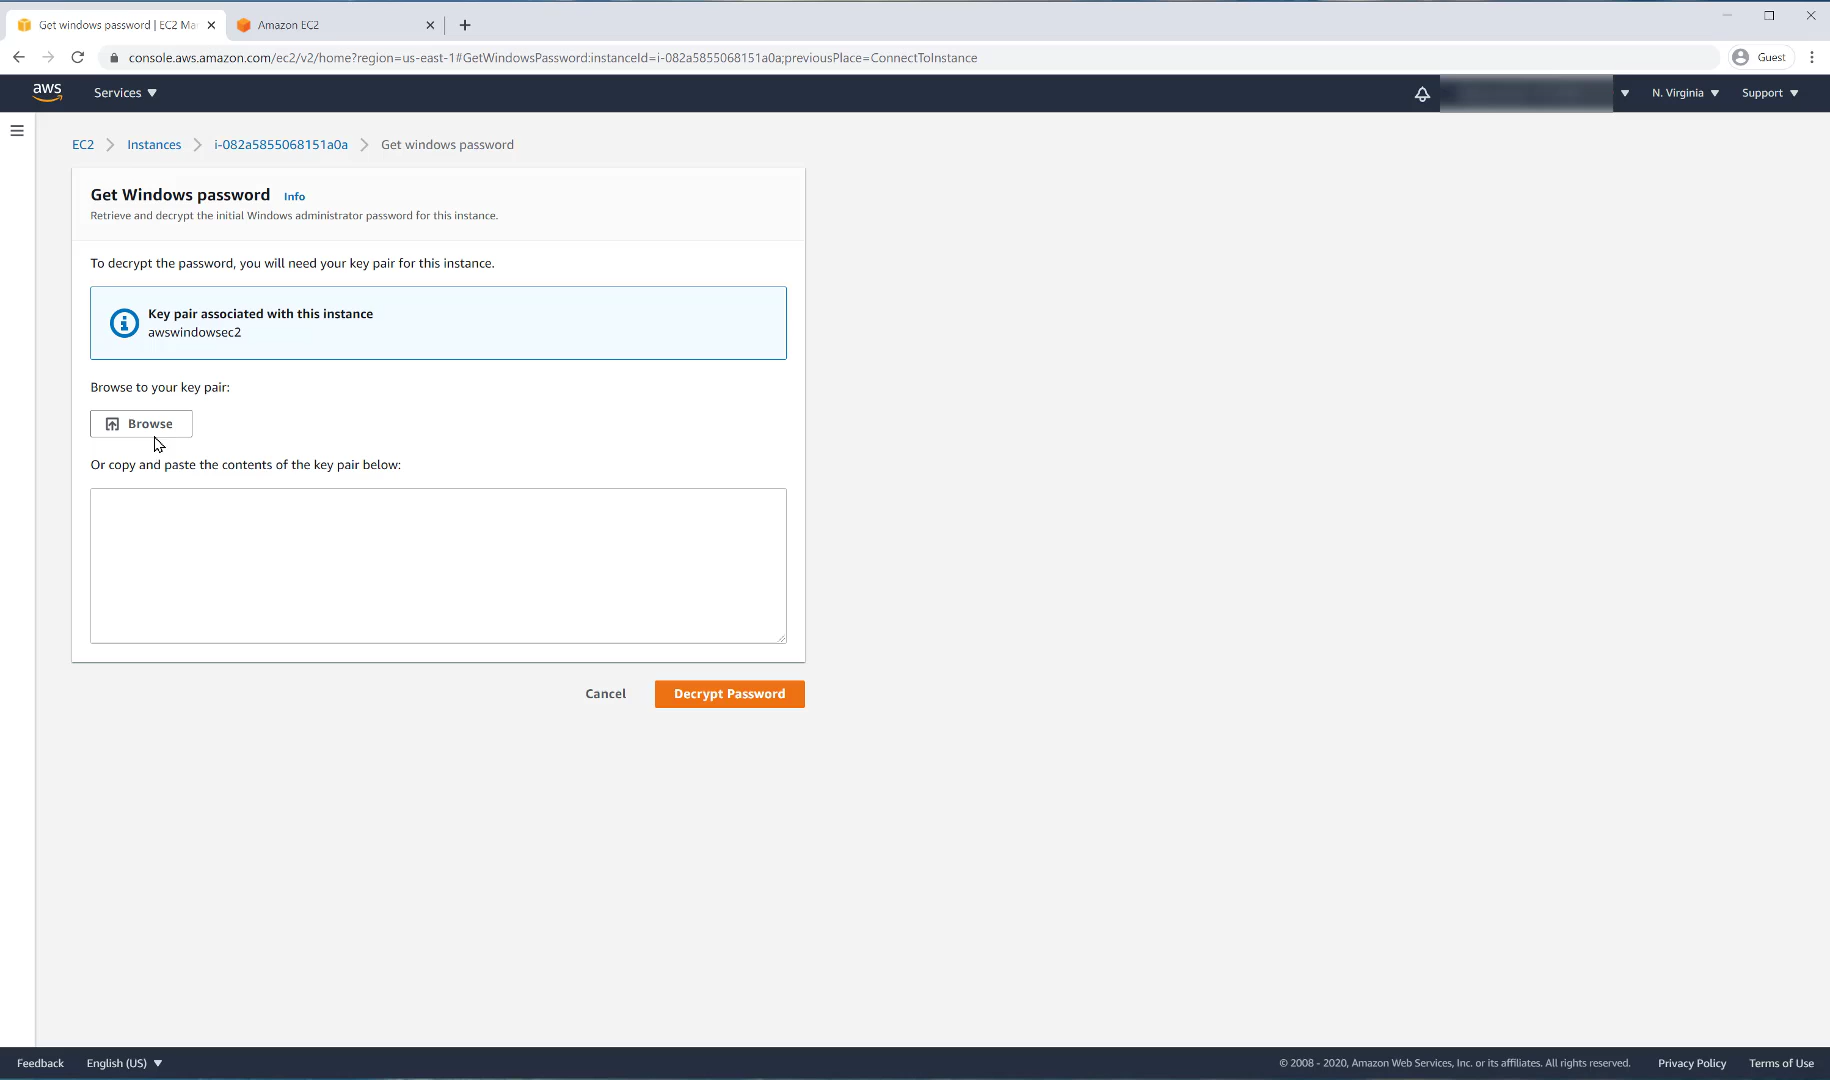 Get windows password | EC2 Ma
Amazon EC2
console.aws.amazon.com/ec2/v2/home?region=us-east-1#GetWindowsPassword:instanceId=i-082a5855068151a0a;previousPlace=ConnectToInstance
Guest
aws
Services
N. Virginia
Support
EC2 > Instances > i-082a5855068151a0a > Get windows password
Get Windows password Info
Retrieve and decrypt the initial Windows administrator password for this instance.
To decrypt the password, you will need your key pair for this instance.
Key pair associated with this instance
awswindowsec2
Browse to your key pair:
Browse
Or copy and paste the contents of the key pair below:
Cancel
Decrypt Password
Feedback
English (US)
© 2008 - 2020, Amazon Web Services, Inc. or its affiliates. All rights reserved.
Privacy Policy
Terms of Use